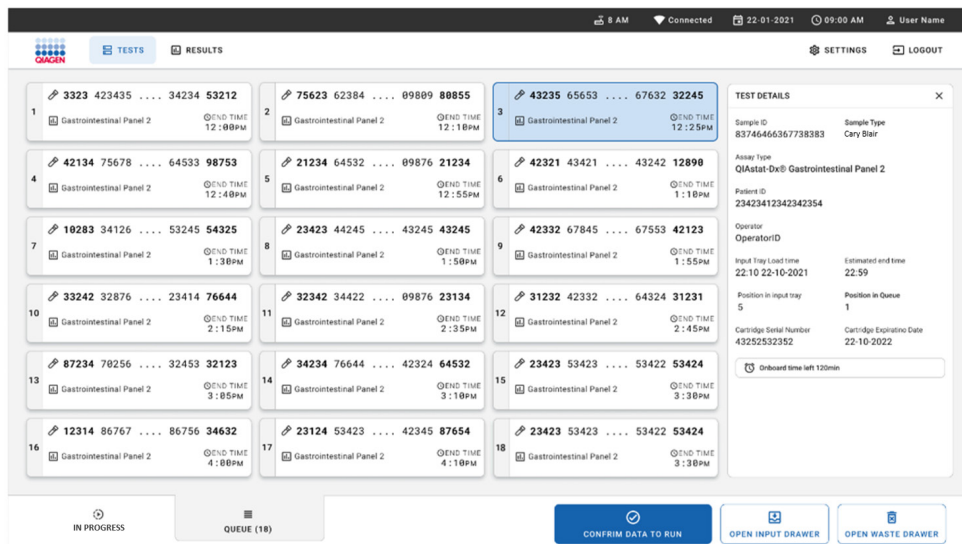 8 AM Connected 22-01-2021 09:00 AM User Name
QIAGEN TESTS RESULTS SETTINGS LOGOUT
1 3323 423435 .... 34234 53212
Gastrointestinal Panel 2 END TIME 12:00PM
2 75623 62384 .... 09809 80855
Gastrointestinal Panel 2 END TIME 12:10PM
3 43235 65653 .... 67632 32245
Gastrointestinal Panel 2 END TIME 12:25PM
4 42134 75678 .... 64533 98753
Gastrointestinal Panel 2 END TIME 12:40PM
5 21234 64532 .... 09876 21234
Gastrointestinal Panel 2 END TIME 12:55PM
6 42321 43421 .... 43242 12890
Gastrointestinal Panel 2 END TIME 1:10PM
7 10283 34126 .... 53245 54325
Gastrointestinal Panel 2 END TIME 1:30PM
8 23423 44245 .... 43245 43245
Gastrointestinal Panel 2 END TIME 1:50PM
9 42332 67845 .... 67553 42123
Gastrointestinal Panel 2 END TIME 1:55PM
10 33242 32876 .... 23414 76644
Gastrointestinal Panel 2 END TIME 2:15PM
11 32342 34422 .... 09876 23134
Gastrointestinal Panel 2 END TIME 2:35PM
12 31232 42332 .... 64324 31231
Gastrointestinal Panel 2 END TIME 2:45PM
13 87234 70256 .... 32453 32123
Gastrointestinal Panel 2 END TIME 3:05PM
14 34234 76644 .... 42324 64532
Gastrointestinal Panel 2 END TIME 3:10PM
15 23423 53423 .... 53422 53424
Gastrointestinal Panel 2 END TIME 3:30PM
16 12314 86767 .... 86756 34632
Gastrointestinal Panel 2 END TIME 4:00PM
17 23124 53423 .... 42345 87654
Gastrointestinal Panel 2 END TIME 4:10PM
18 23423 53423 .... 53422 53424
Gastrointestinal Panel 2 END TIME 3:30PM
TEST DETAILS
Sample ID Sample Type
83746466367738383 Cary Blair
Assay Type
QIAstat-Dx® Gastrointestinal Panel 2
Patient ID
23423412342342354
Operator
OperatorID
Input Tray Load time Estimated end time
22:10 22-10-2021 22:59
Position in input tray Position in Queue
5 1
Cartridge Serial Number Cartridge Expiratino Date
43252532352 22-10-2022
Onboard time left 120min
IN PROGRESS QUEUE (18) CONFRIM DATA TO RUN OPEN INPUT DRAWER OPEN WASTE DRAWER